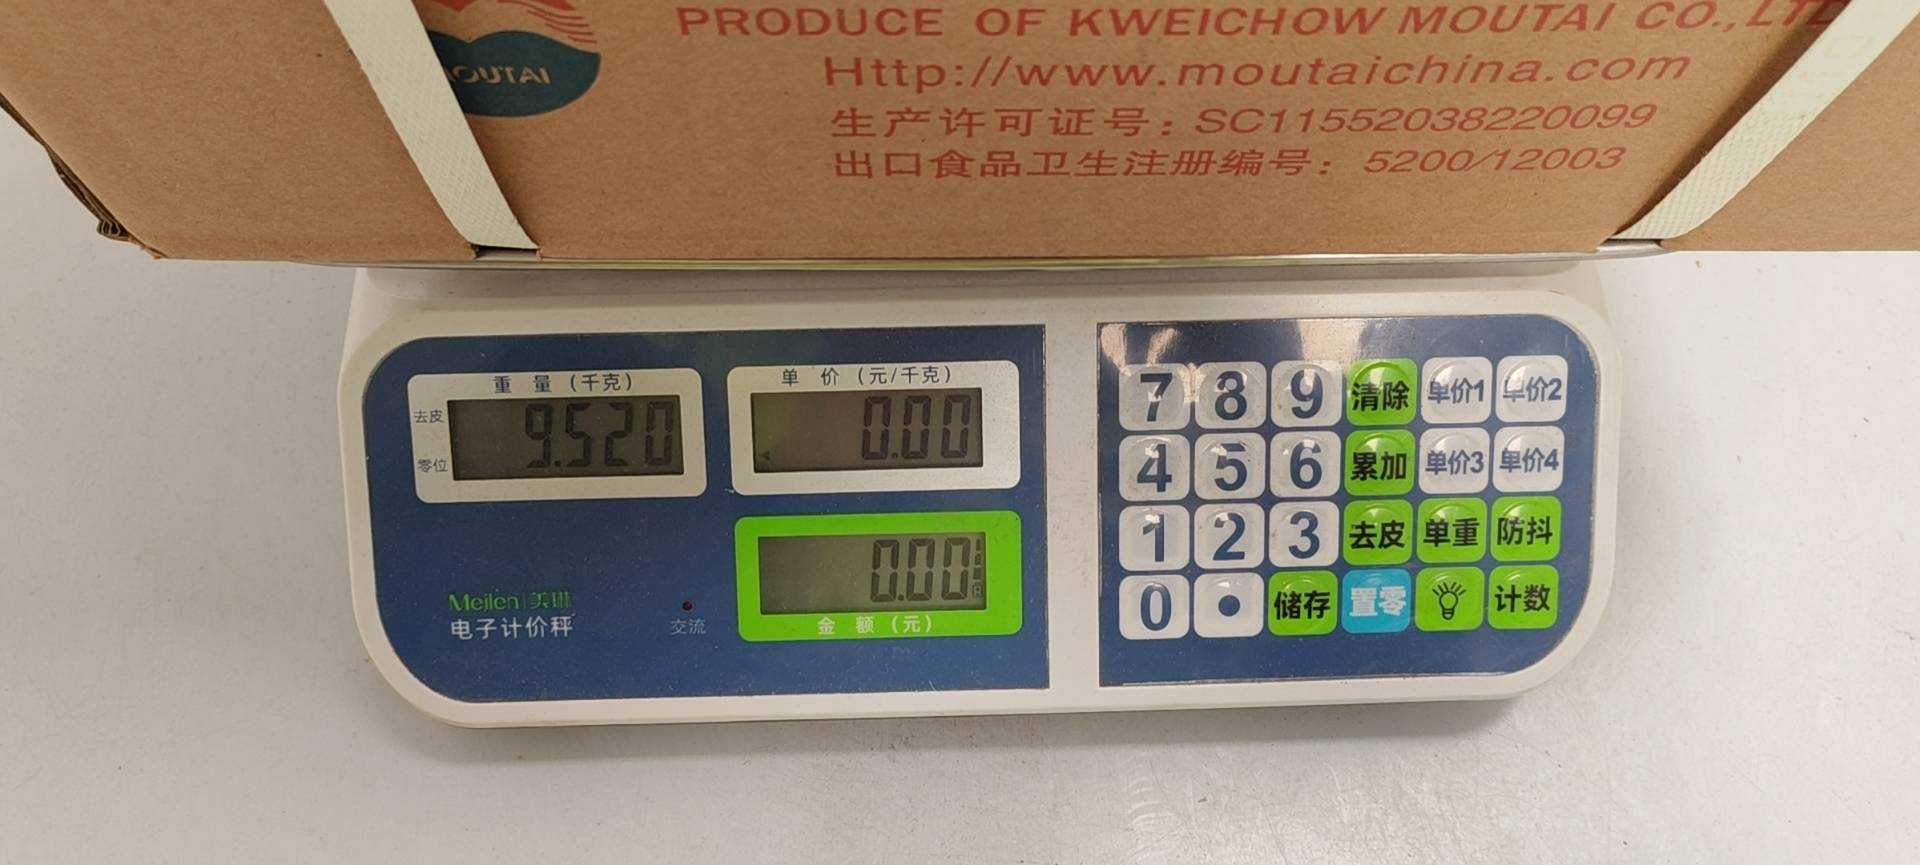 PRODUCE OF KWEICHOW MOUTAI CO.,LTD
MOUTAI
Http://www.moutaichina.com
生产许可证号：SC11552038220099
出口食品卫生注册编号：5200/12003
重量（千克）
去皮
零位
9.520
单价（元/千克）
0.00
0.00
金额（元）
Meilen 美琳
电子计价秤
交流
7 8 9 清除 单价1 单价2
4 5 6 累加 单价3 单价4
1 2 3 去皮 单重 防抖
0 • 储存 置零 计数